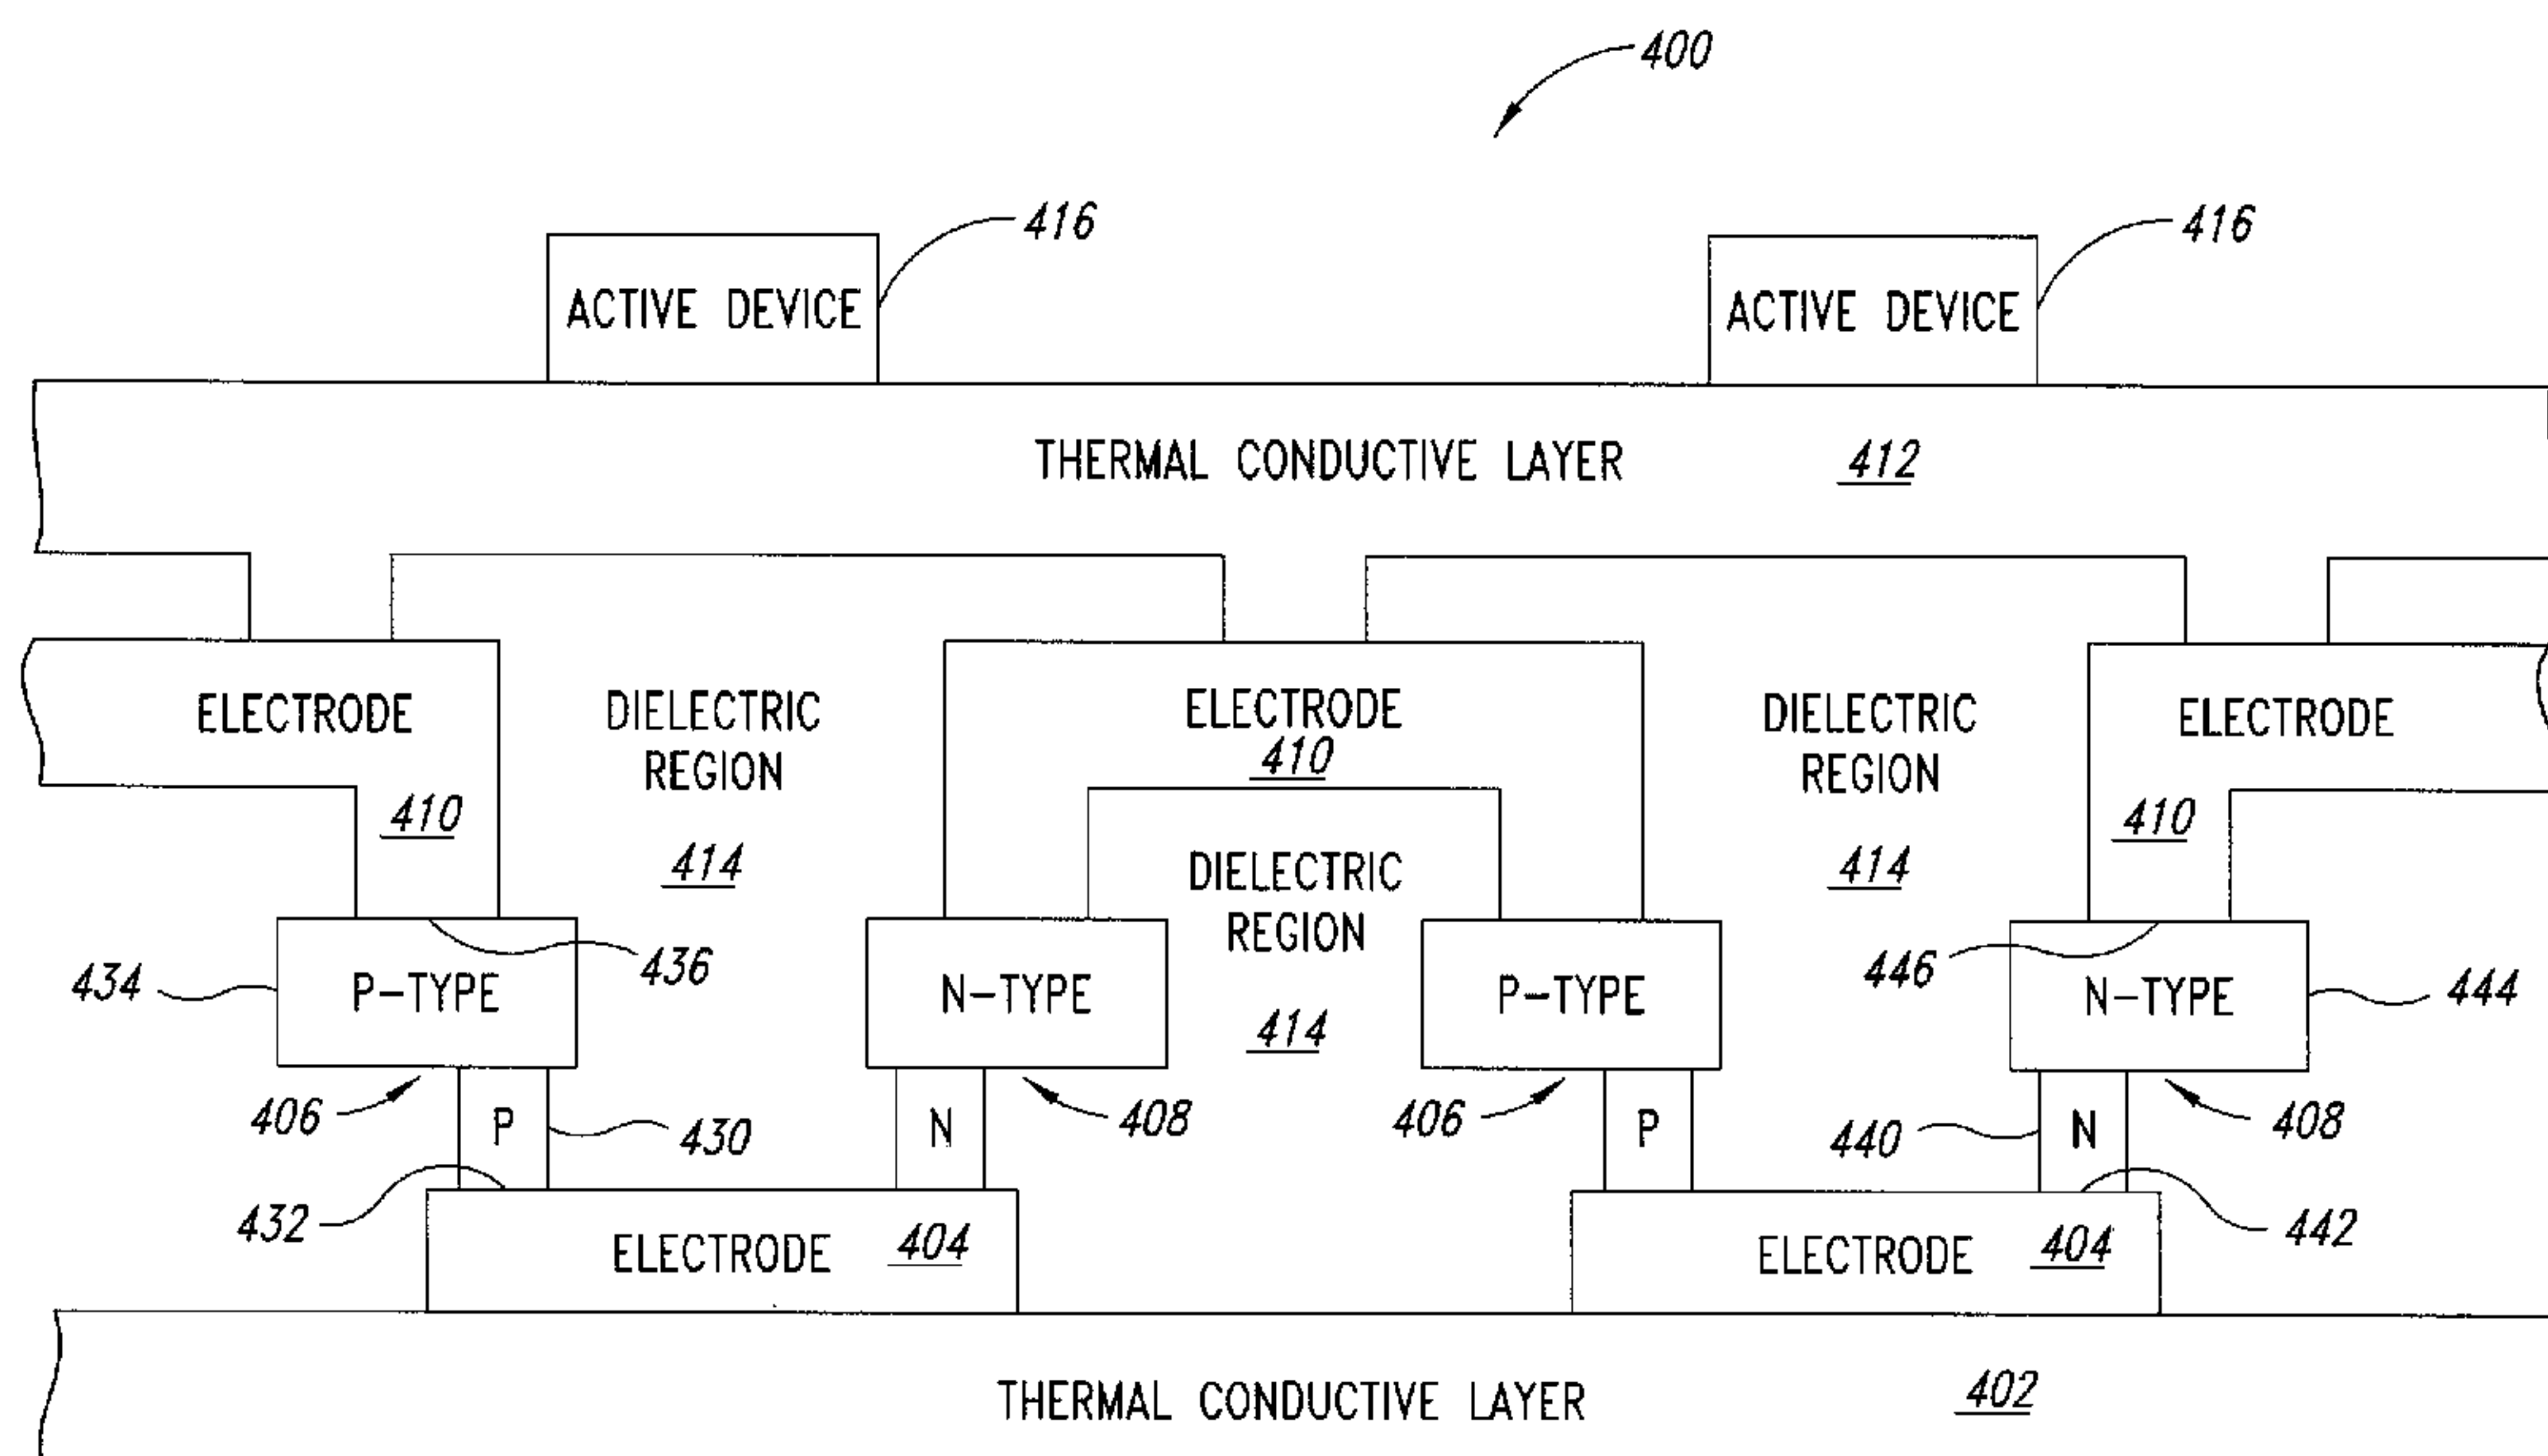 400
416
416
ACTIVE DEVICE
ACTIVE DEVICE
THERMAL CONDUCTIVE LAYER 412
ELECTRODE
410
DIELECTRIC
REGION
414
ELECTRODE
410
DIELECTRIC
REGION
414
DIELECTRIC
REGION
414
ELECTRODE
410
434
P-TYPE
436
N-TYPE
P-TYPE
446
N-TYPE
444
406
P
430
N
408
406
P
440
N
408
432
ELECTRODE 404
ELECTRODE 404
442
THERMAL CONDUCTIVE LAYER 402